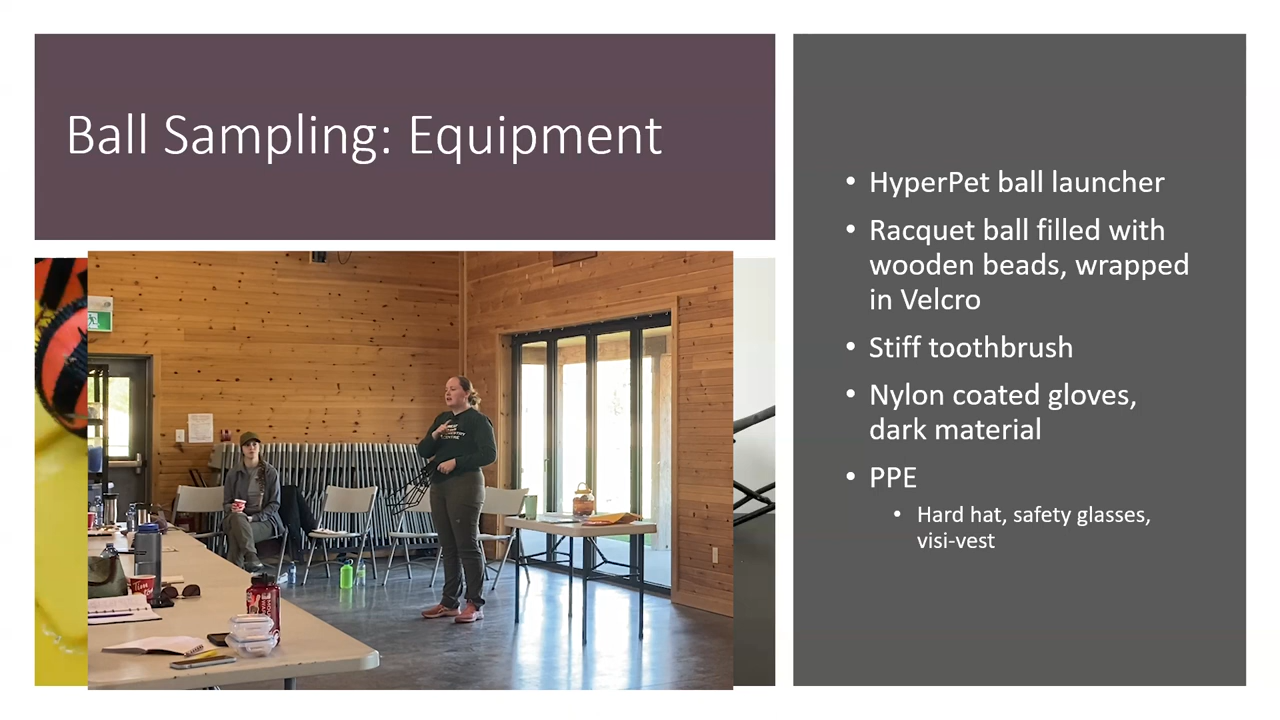 Ball Sampling: Equipment
• HyperPet ball launcher
• Racquet ball filled with
wooden beads, wrapped
in Velcro
• Stiff toothbrush
• Nylon coated gloves,
dark material
• PPE
• Hard hat, safety glasses,
visi-vest